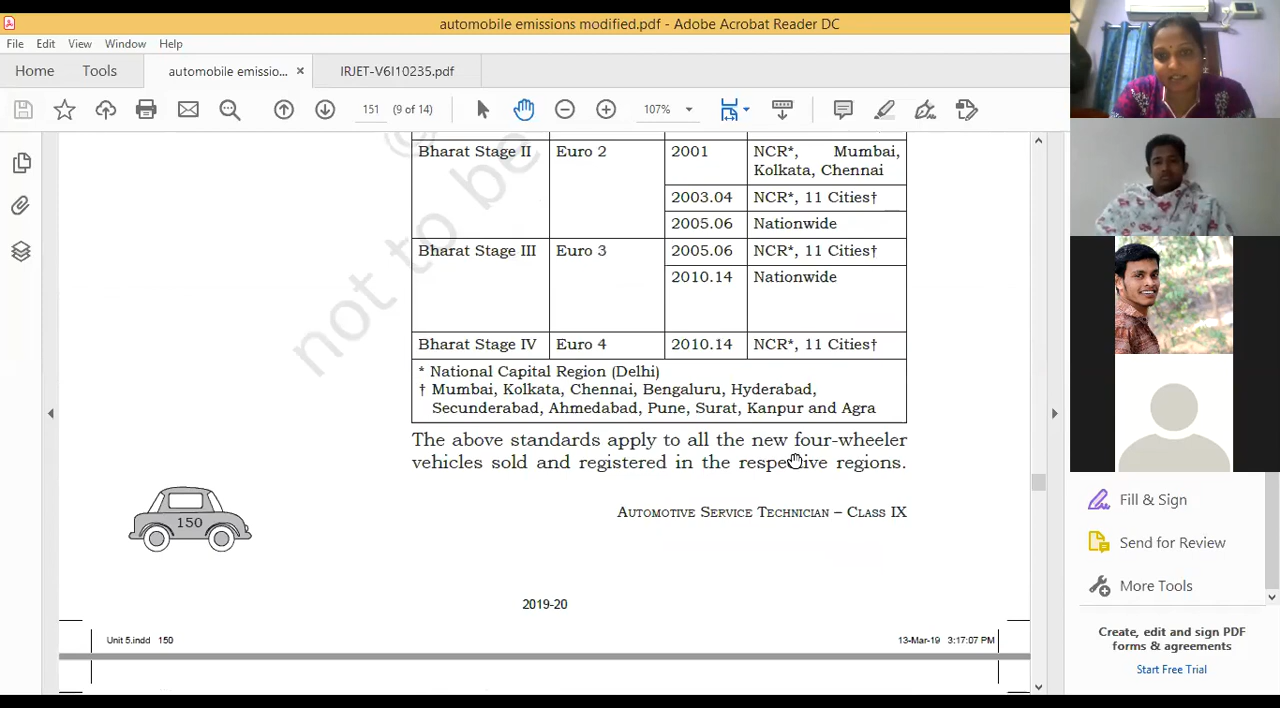 automobile emissions modified.pdf - Adobe Acrobat Reader DC
File Edit View Window Help
Home Tools automobile emissio... × IRJET-V6I10235.pdf
151 (9 of 14) 107%
Bharat Stage II Euro 2 2001 NCR*, Mumbai,
Kolkata, Chennai
2003.04 NCR*, 11 Cities†
2005.06 Nationwide
Bharat Stage III Euro 3 2005.06 NCR*, 11 Cities†
2010.14 Nationwide
Bharat Stage IV Euro 4 2010.14 NCR*, 11 Cities†
* National Capital Region (Delhi)
† Mumbai, Kolkata, Chennai, Bengaluru, Hyderabad,
Secunderabad, Ahmedabad, Pune, Surat, Kanpur and Agra
The above standards apply to all the new four-wheeler
vehicles sold and registered in the respective regions.
150
AUTOMOTIVE SERVICE TECHNICIAN – CLASS IX
2019-20
Unit 5.indd 150 13-Mar-19 3:17:07 PM
not to be
©
Fill & Sign
Send for Review
More Tools
Create, edit and sign PDF
forms & agreements
Start Free Trial